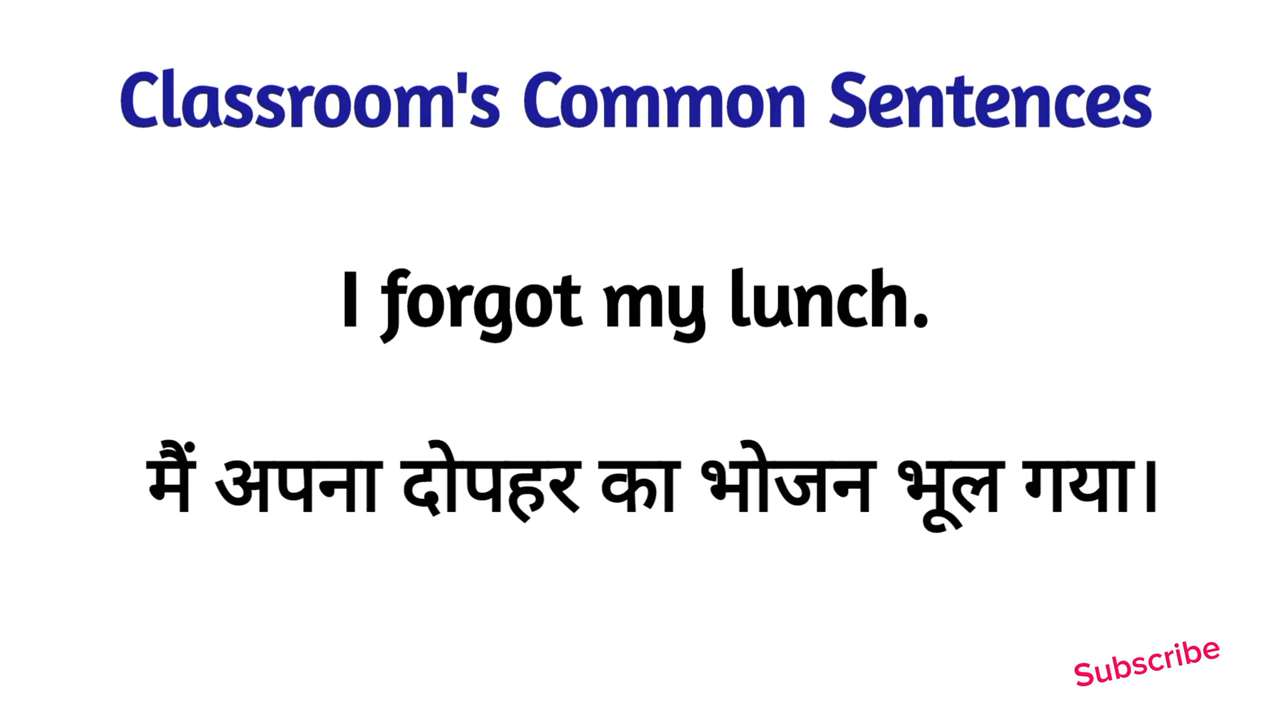 Classroom's Common Sentences
I forgot my lunch.
मैं अपना दोपहर का भोजन भूल गया।
Subscribe